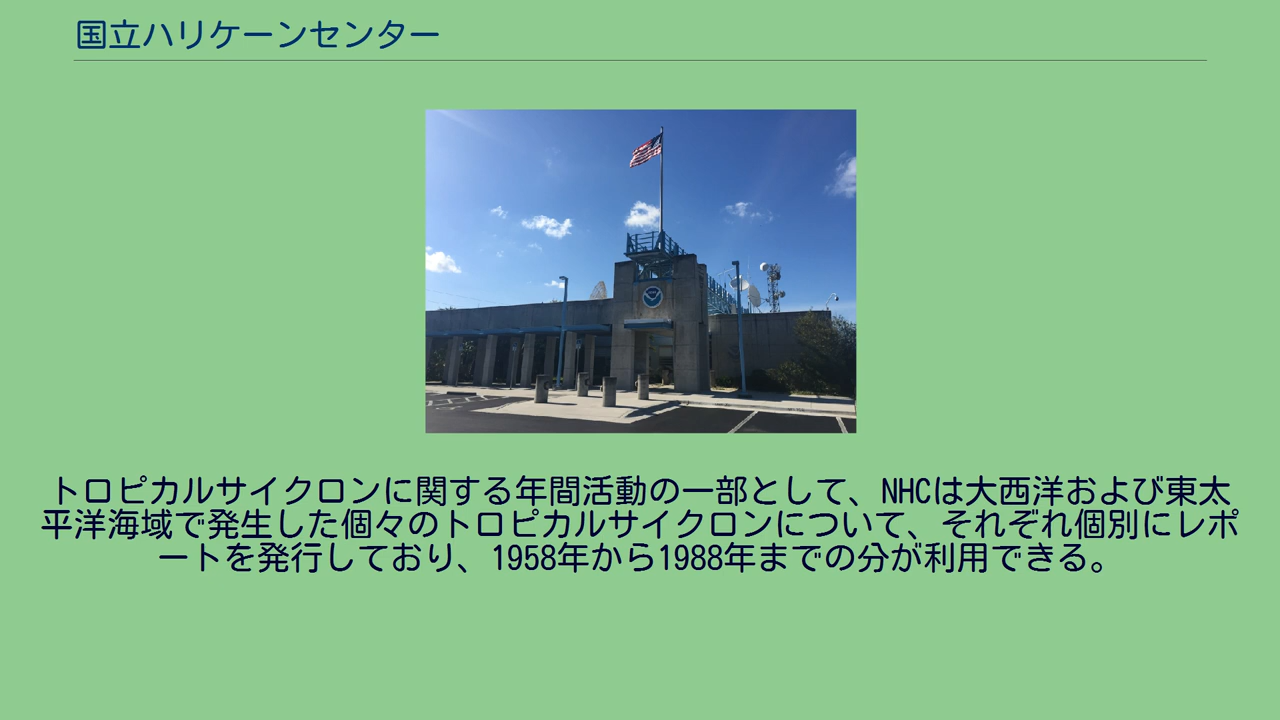 国立ハリケーンセンター
トロピカルサイクロンに関する年間活動の一部として、NHCは大西洋および東太
平洋海域で発生した個々のトロピカルサイクロンについて、それぞれ個別にレポ
ートを発行しており、1958年から1988年までの分が利用できる。